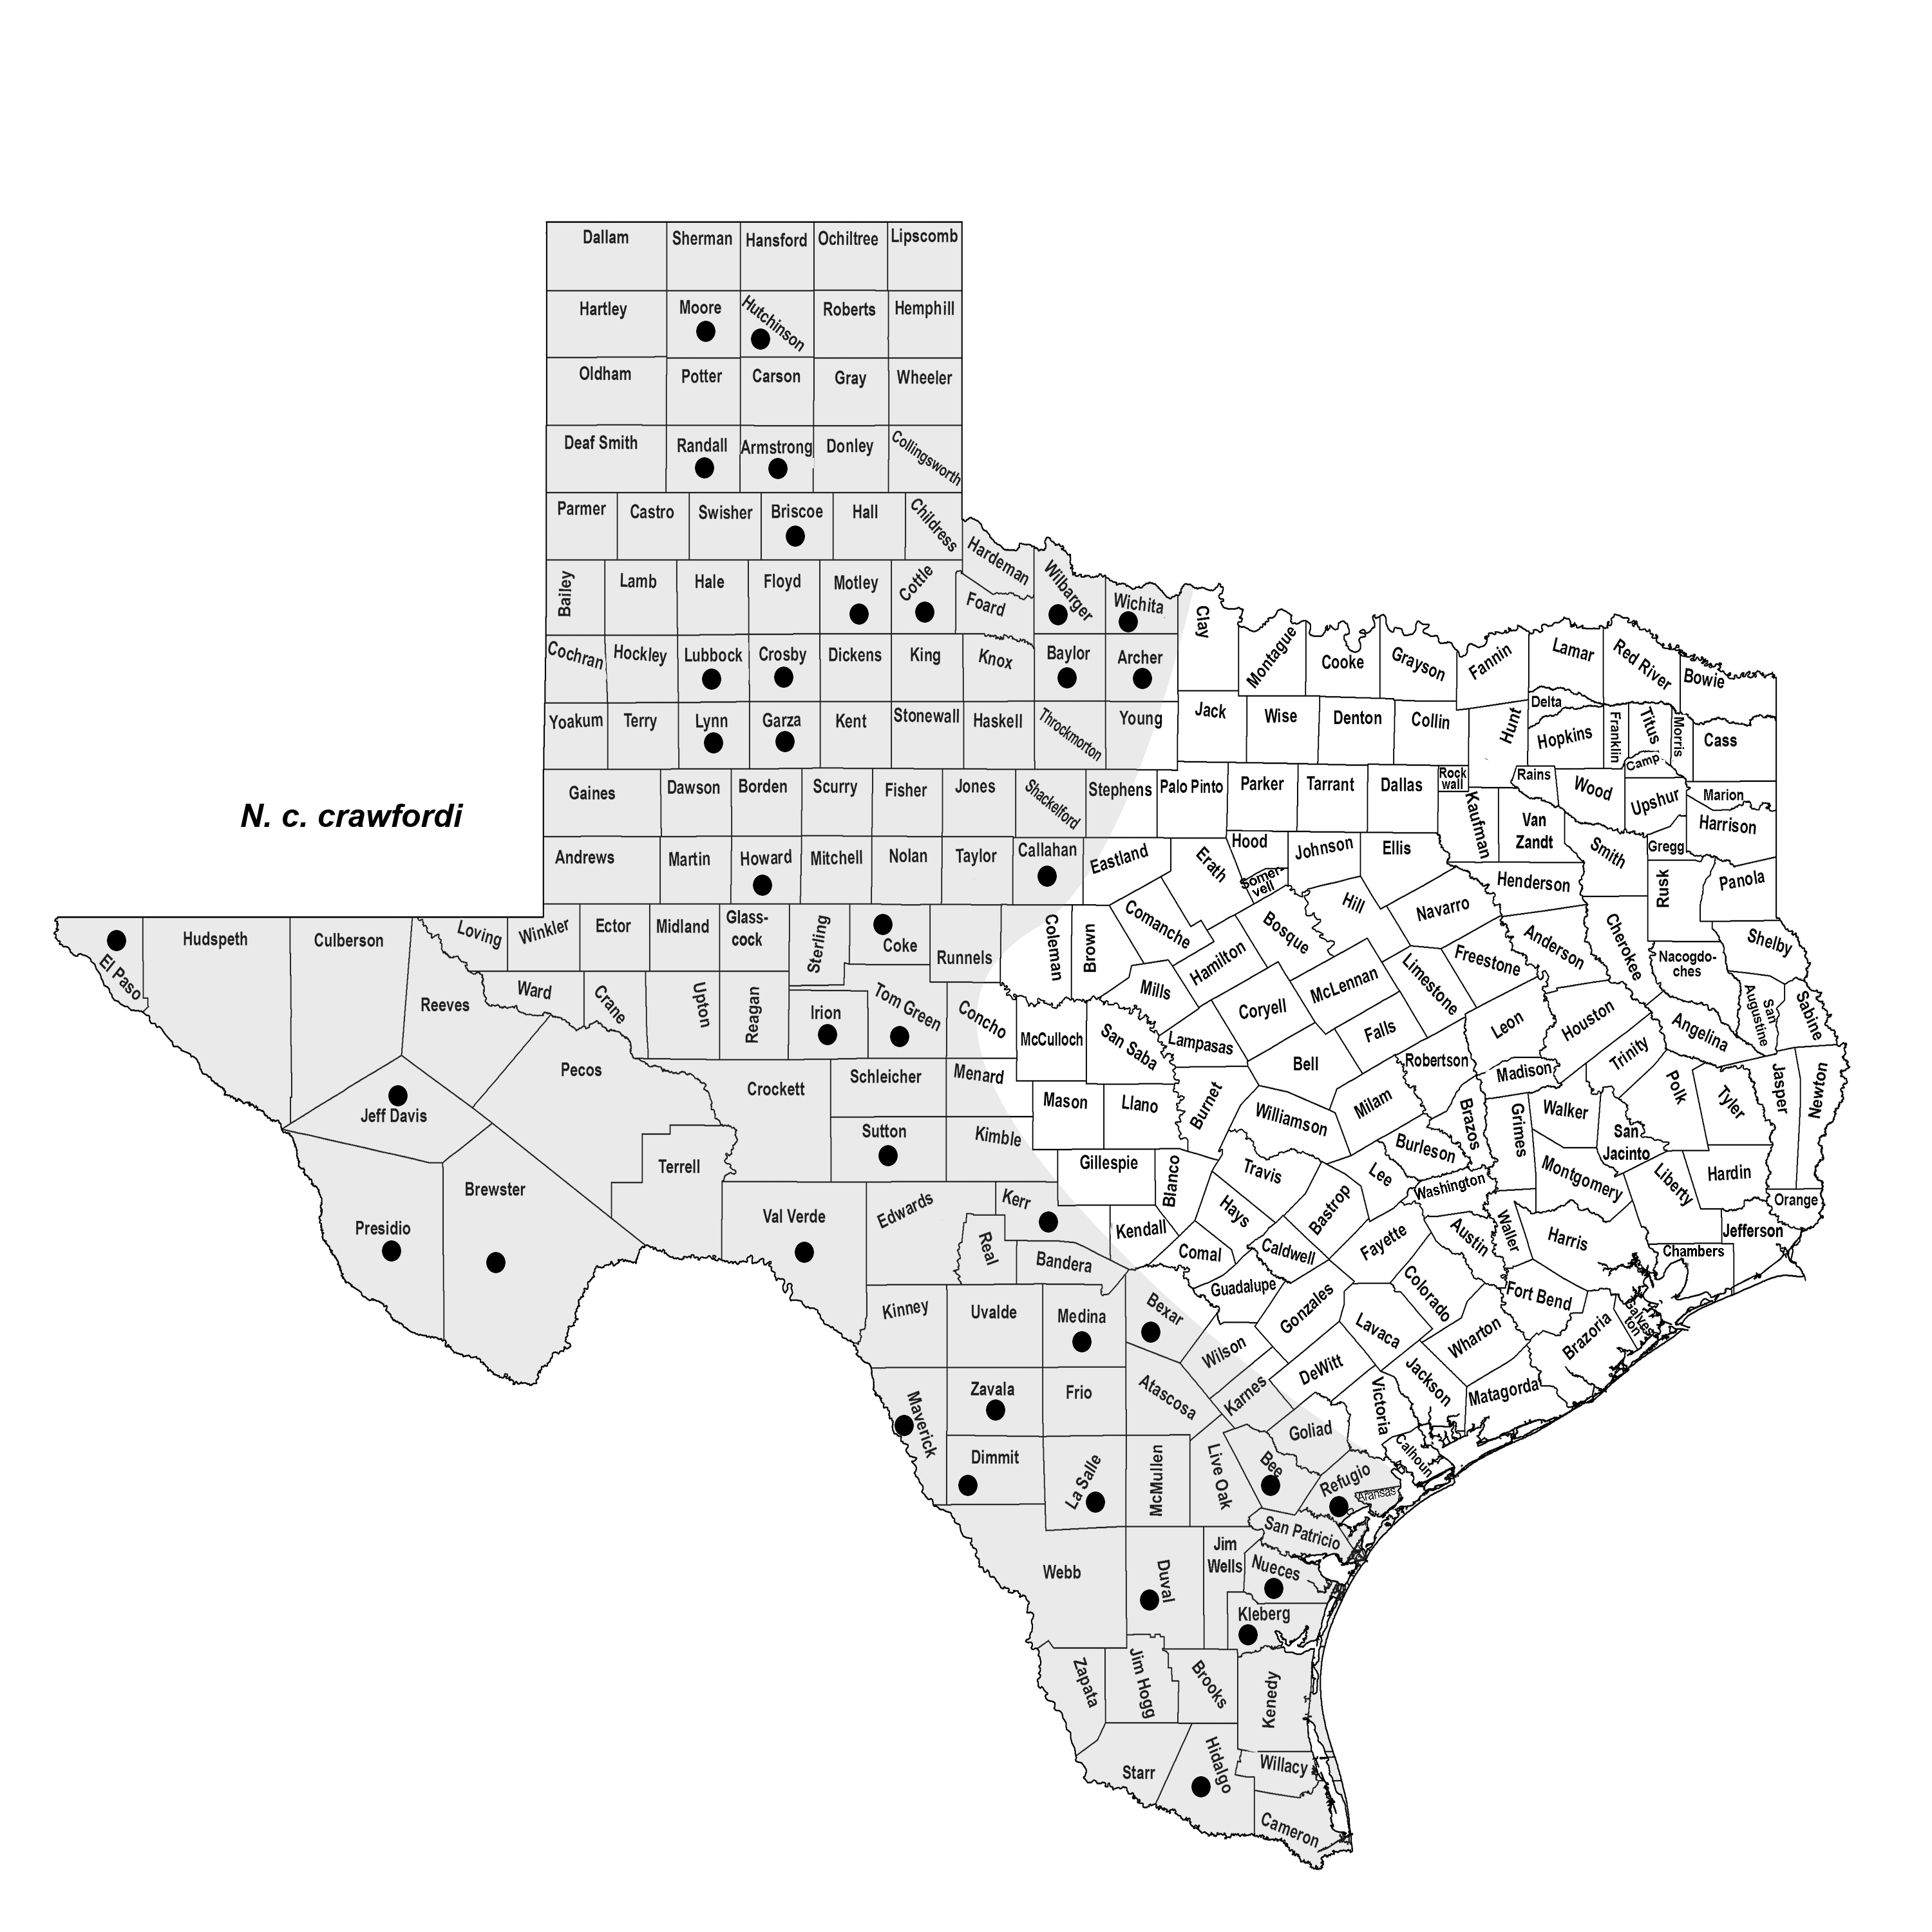 Dallam Sherman Hansford Ochiltree Lipscomb
Hartley Moore Hutchinson Roberts Hemphill
Oldham Potter Carson Gray Wheeler
Deaf Smith Randall Armstrong Donley Collingsworth
Parmer Castro Swisher Briscoe Hall Childress
Hardeman
Bailey Lamb Hale Floyd Motley Cottle Foard Wilbarger Wichita Clay
Montague Cooke Grayson Fannin Lamar Red River Bowie
Cochran Hockley Lubbock Crosby Dickens King Knox Baylor Archer
Yoakum Terry Lynn Garza Kent Stonewall Haskell Throckmorton Young Jack Wise Denton Collin Hunt
Delta
Hopkins Franklin Titus Morris Cass
Camp
N. c. crawfordi
Gaines Dawson Borden Scurry Fisher Jones Shackelford Stephens Palo Pinto Parker Tarrant Dallas
Rock
wall
Kaufman Rains Wood Upshur Marion
Van
Zandt
Harrison
Andrews Martin Howard Mitchell Nolan Taylor Callahan Eastland Erath Hood Johnson Ellis
Somer-
vell
Smith Gregg
Henderson Rusk Panola
El Paso Hudspeth Culberson Loving Winkler Ector Midland
Glass-
cock
Sterling Coke Runnels Coleman Brown Comanche Bosque Hill Navarro
Hamilton Freestone Anderson Cherokee
Nacogdo-
ches
Shelby
Reeves Ward Crane Upton Reagan Irion Tom Green Concho
Mills Coryell McLennan Limestone
McCulloch San Saba Lampasas Falls Leon Houston Angelina
San
Augustine
Sabine
Pecos Crockett Schleicher Menard Bell Robertson Madison Trinity
Jeff Davis Mason Llano Burnet Williamson Milam Brazos Grimes Walker Polk Tyler Jasper Newton
Sutton Kimble Burleson
San
Jacinto
Terrell Gillespie Blanco Travis Lee Washington Montgomery Liberty Hardin
Brewster Edwards Kerr Hays Bastrop Orange
Presidio Val Verde Real Bandera Kendall Comal Caldwell Fayette Austin Waller Harris Jefferson
Chambers
Guadalupe Gonzales Colorado Fort Bend
Galves
ton
Kinney Uvalde Medina Bexar Wilson Lavaca Wharton Brazoria
Maverick Zavala Frio Atascosa Karnes DeWitt Victoria Jackson Matagorda
Goliad Calhoun
Dimmit La Salle McMullen Live Oak Bee Refugio
Aransas
San Patricio
Webb Duval
Jim
Wells
Nueces
Kleberg
Zapata Jim Hogg Brooks Kenedy
Starr Hidalgo Willacy
Cameron